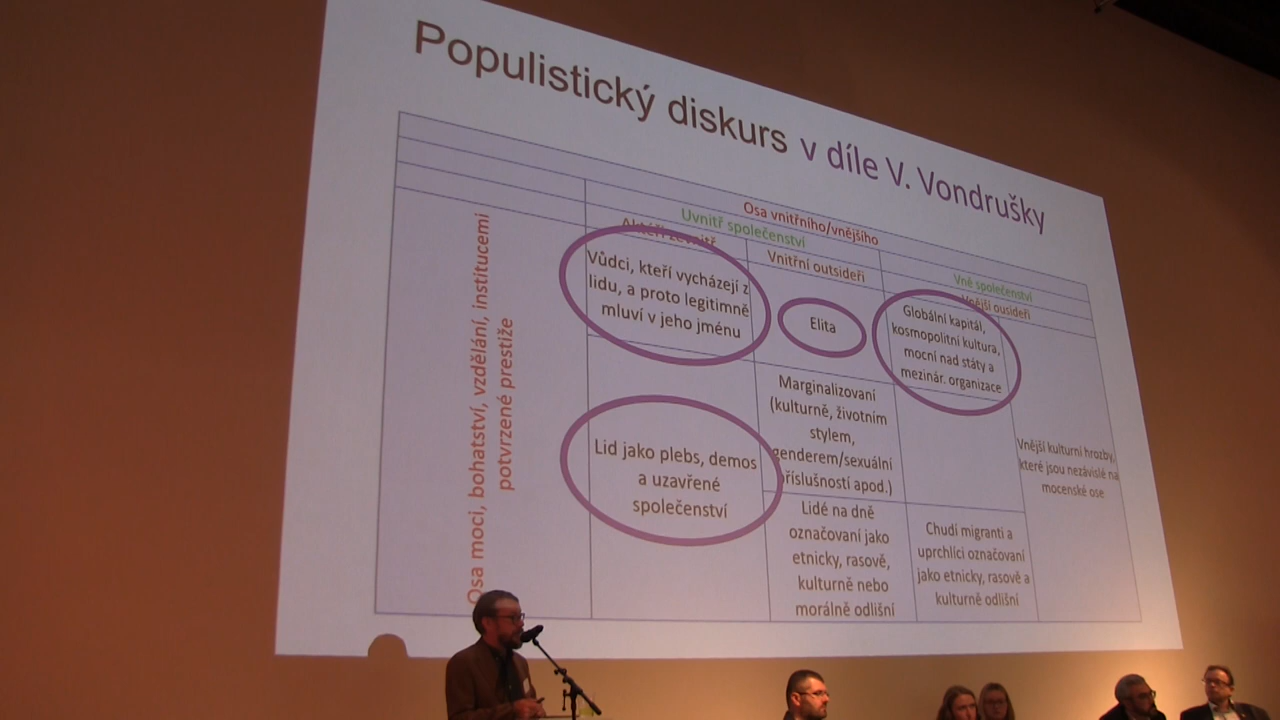 Populistický diskurs v díle V. Vondrušky
Osa vnitřního/vnějšího
Uvnitř společenství
Vně společenství
Aktéři zevnitř
Vnitřní outsideři
Vnější ousideři
Osa moci, bohatství, vzdělání, institucemi
potvrzené prestiže
Vůdci, kteří vycházejí z
lidu, a proto legitimně
mluví v jeho jménu
Elita
Globální kapitál,
kosmopolitní kultura,
mocní nad státy a
mezinár. organizace
Lid jako plebs, demos
a uzavřené
společenství
Marginalizovaní
(kulturně, životním
stylem,
genderem/sexuální
příslušností apod.)
Vnější kulturní hrozby,
které jsou nezávislé na
mocenské ose
Lidé na dně
označovaní jako
etnicky, rasově,
kulturně nebo
morálně odlišní
Chudí migranti a
uprchlíci označovaní
jako etnicky, rasově a
kulturně odlišní